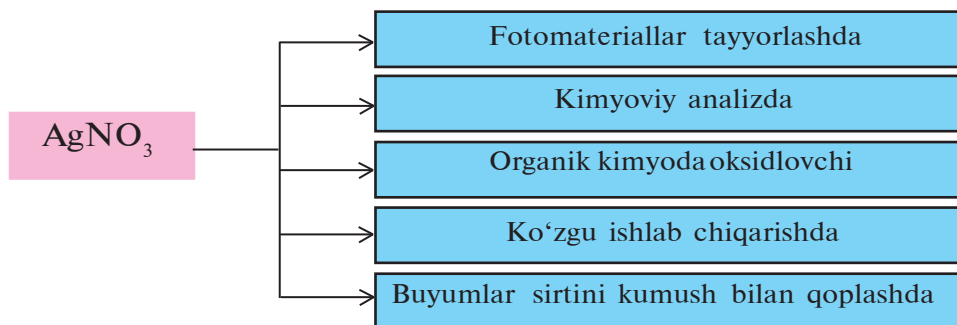 AgNO₃
Fotomateriallar tayyorlashda
Kimyoviy analizda
Organik kimyoda oksidlovchi
Ko‘zgu ishlab chiqarishda
Buyumlar sirtini kumush bilan qoplashda